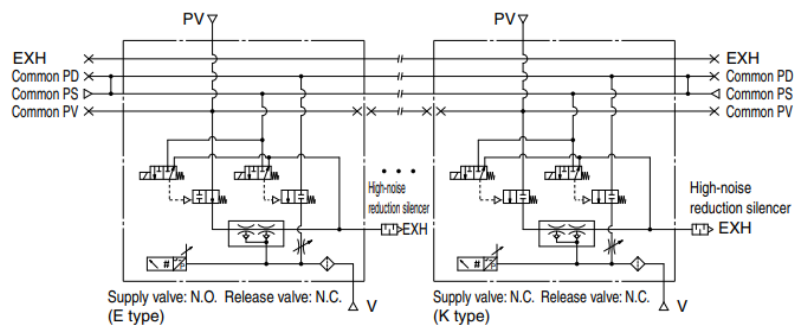 PV
PV
EXH
EXH
Common PD
Common PD
Common PS
Common PS
Common PV
Common PV
High-noise
reduction silencer
EXH
High-noise
reduction silencer
EXH
#
#
Supply valve: N.O. Release valve: N.C.
(E type)
V
Supply valve: N.C. Release valve: N.C.
(K type)
V